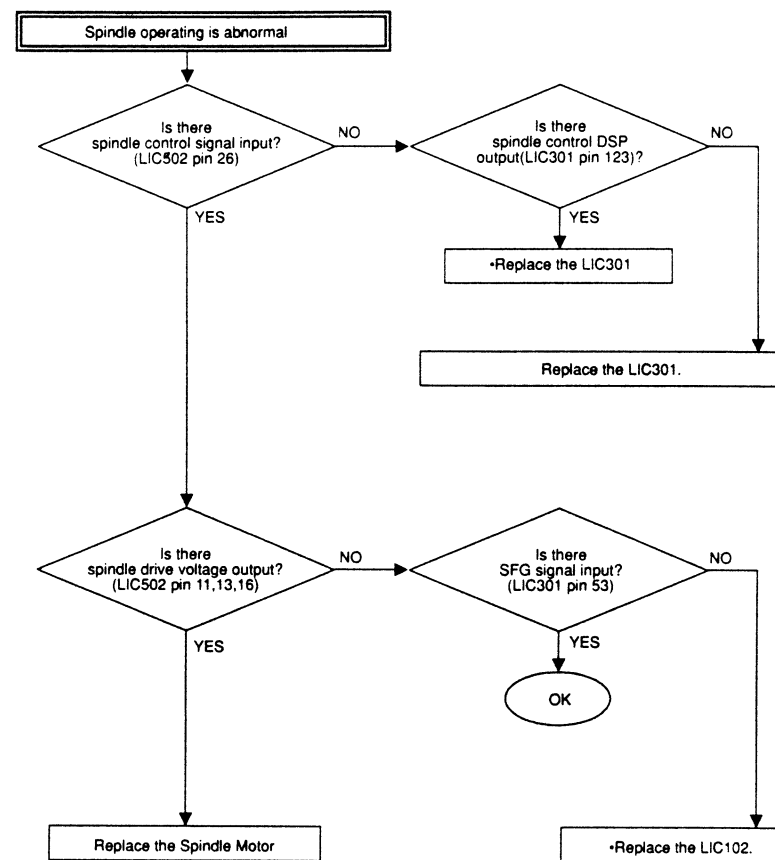 Spindle operating is abnormal
Is there
spindle control signal input?
(LIC502 pin 26)
NO
YES
Is there
spindle control DSP
output(LIC301 pin 123)?
NO
YES
•Replace the LIC301
Replace the LIC301.
Is there
spindle drive voltage output?
(LIC502 pin 11,13,16)
NO
YES
Is there
SFG signal input?
(LIC301 pin 53)
NO
YES
OK
Replace the Spindle Motor
•Replace the LIC102.